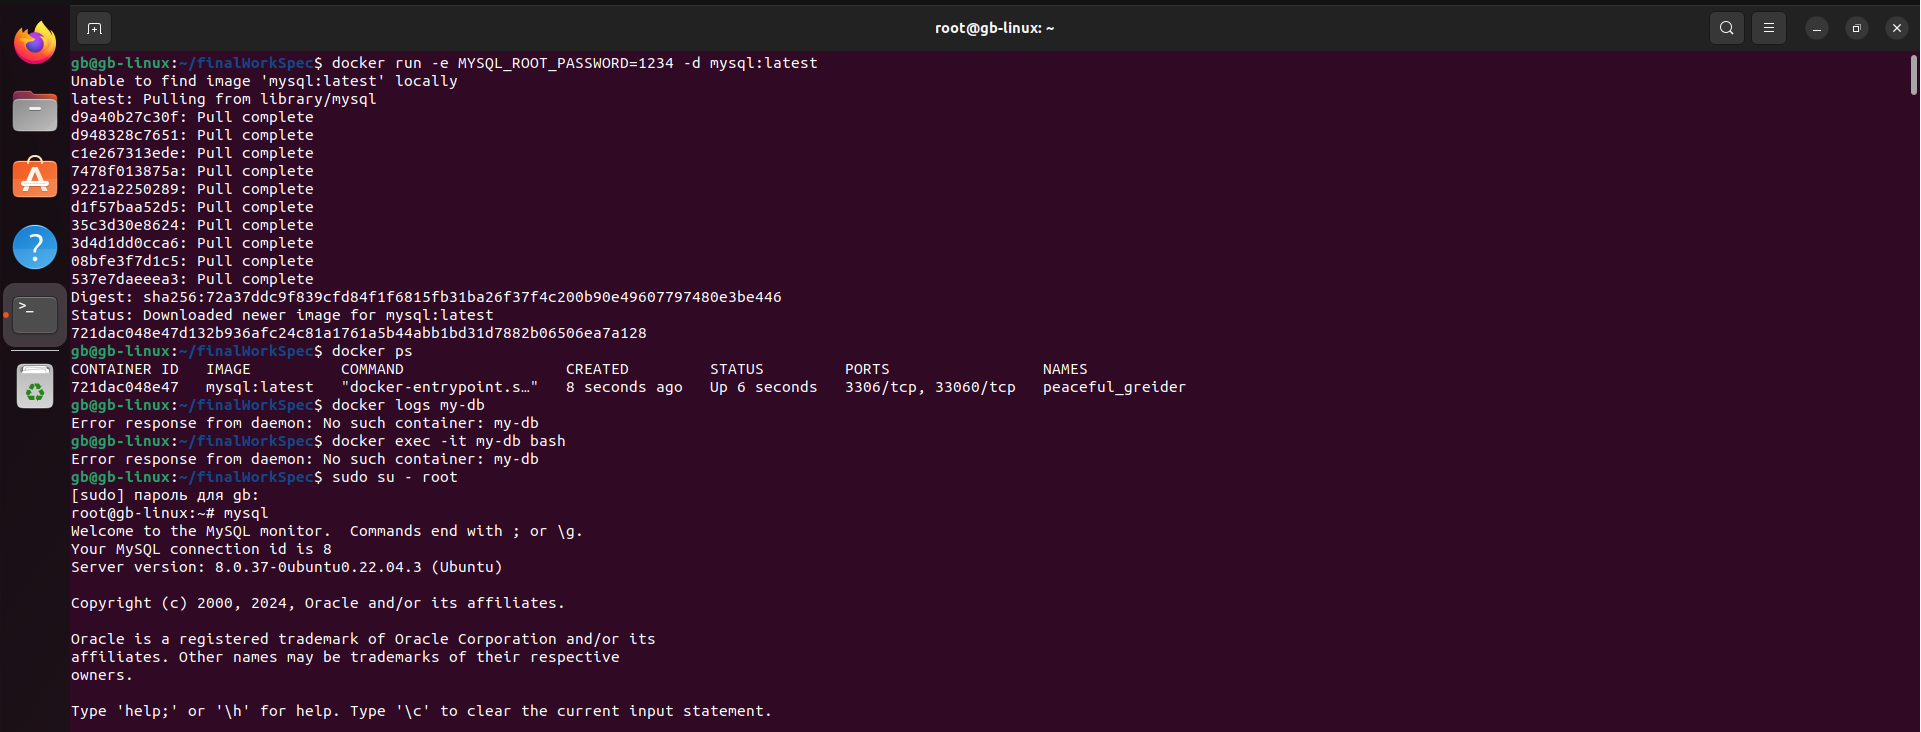 root@gb-linux: ~
gb@gb-linux:~/finalWorkSpec$ docker run -e MYSQL_ROOT_PASSWORD=1234 -d mysql:latest
Unable to find image 'mysql:latest' locally
latest: Pulling from library/mysql
d9a40b27c30f: Pull complete
d948328c7651: Pull complete
c1e267313ede: Pull complete
7478f013875a: Pull complete
9221a2250289: Pull complete
d1f57baa52d5: Pull complete
35c3d30e8624: Pull complete
3d4d1dd0cca6: Pull complete
08bfe3f7d1c5: Pull complete
537e7daeeea3: Pull complete
Digest: sha256:72a37ddc9f839cfd84f1f6815fb31ba26f37f4c200b90e49607797480e3be446
Status: Downloaded newer image for mysql:latest
721dac048e47d132b936afc24c81a1761a5b44abb1bd31d7882b06506ea7a128
gb@gb-linux:~/finalWorkSpec$ docker ps
CONTAINER ID   IMAGE          COMMAND                  CREATED         STATUS         PORTS                 NAMES
721dac048e47   mysql:latest   "docker-entrypoint.s…"   8 seconds ago   Up 6 seconds   3306/tcp, 33060/tcp   peaceful_greider
gb@gb-linux:~/finalWorkSpec$ docker logs my-db
Error response from daemon: No such container: my-db
gb@gb-linux:~/finalWorkSpec$ docker exec -it my-db bash
Error response from daemon: No such container: my-db
gb@gb-linux:~/finalWorkSpec$ sudo su - root
[sudo] пароль для gb:
root@gb-linux:~# mysql
Welcome to the MySQL monitor.  Commands end with ; or \g.
Your MySQL connection id is 8
Server version: 8.0.37-0ubuntu0.22.04.3 (Ubuntu)
Copyright (c) 2000, 2024, Oracle and/or its affiliates.
Oracle is a registered trademark of Oracle Corporation and/or its
affiliates. Other names may be trademarks of their respective
owners.
Type 'help;' or '\h' for help. Type '\c' to clear the current input statement.